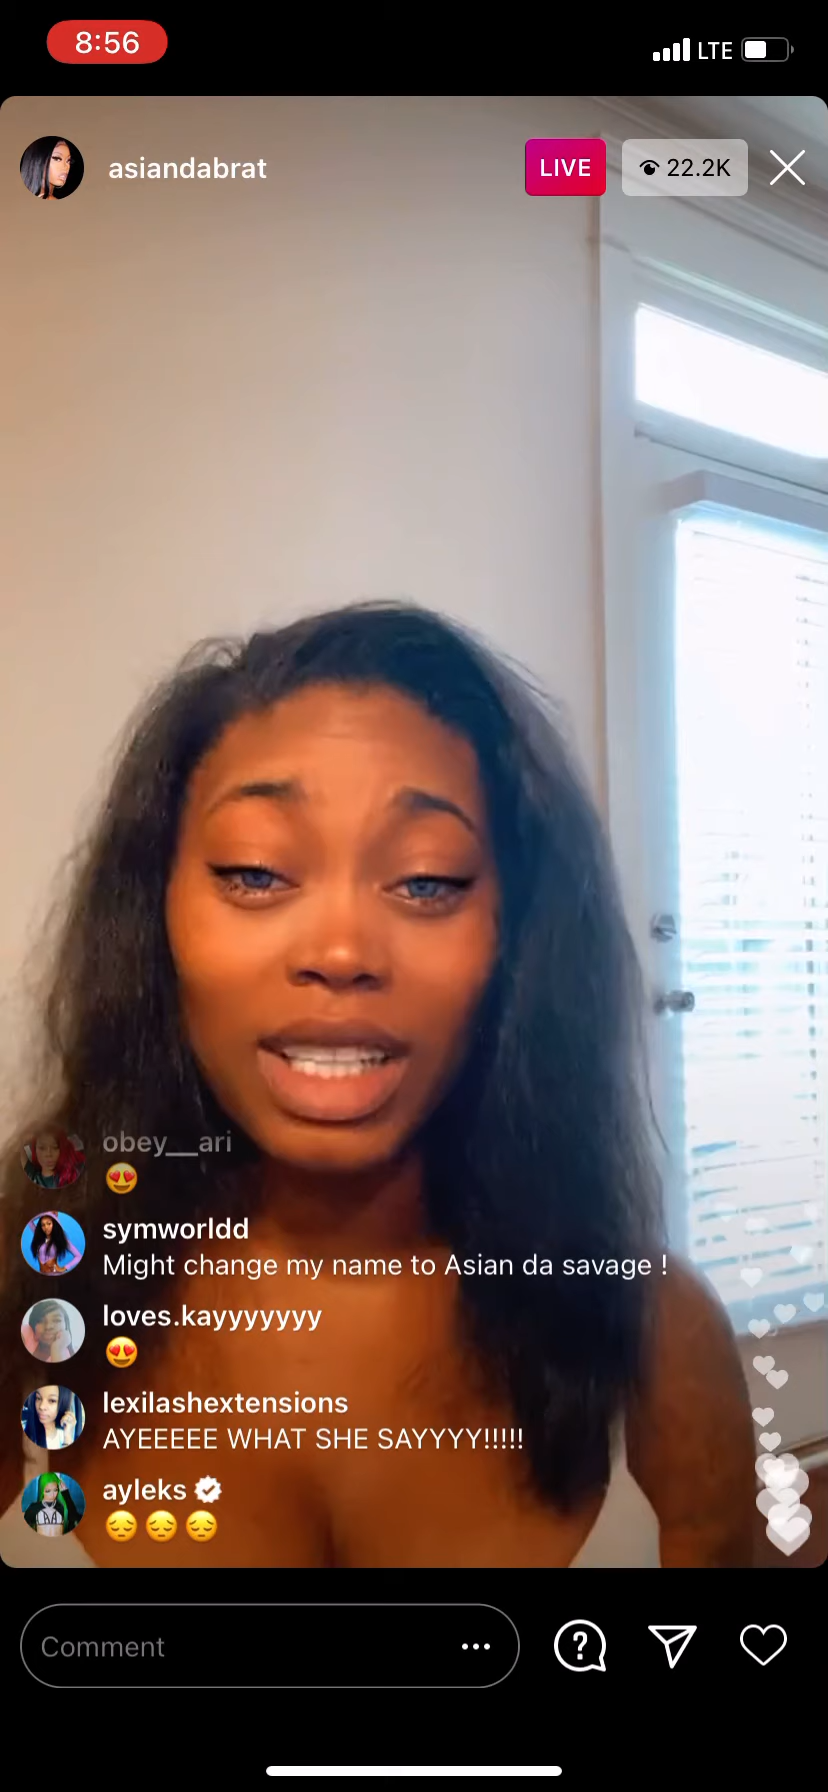 8:56
LTE
asiandabrat
LIVE
22.2K
obey__ari
😍
symworldd
Might change my name to Asian da savage !
loves.kayyyyyyy
😍
lexilashextensions
AYEEEEE WHAT SHE SAYYYY!!!!!
ayleks
😔😔😔
Comment